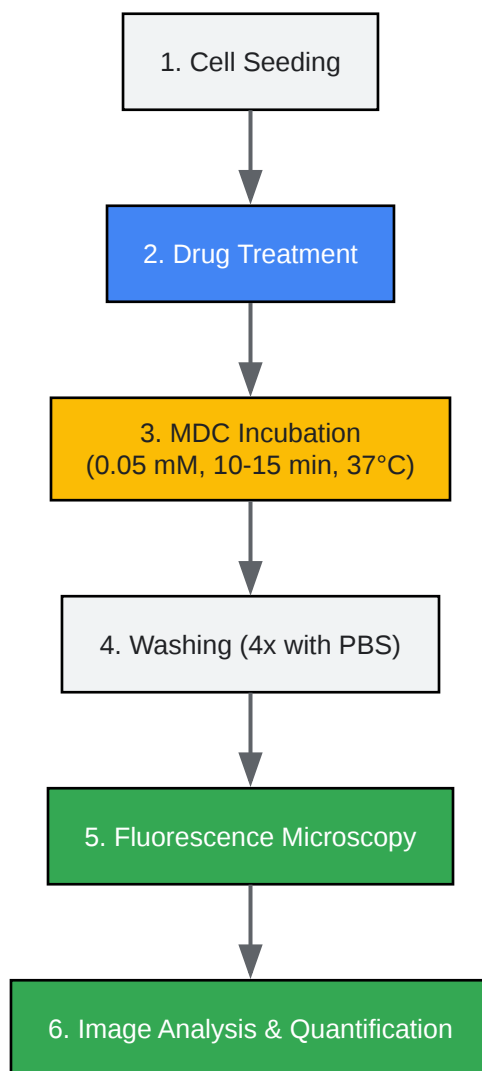 1. Cell Seeding
2. Drug Treatment
3. MDC Incubation
(0.05 mM, 10-15 min, 37°C)
4. Washing (4x with PBS)
5. Fluorescence Microscopy
6. Image Analysis & Quantification